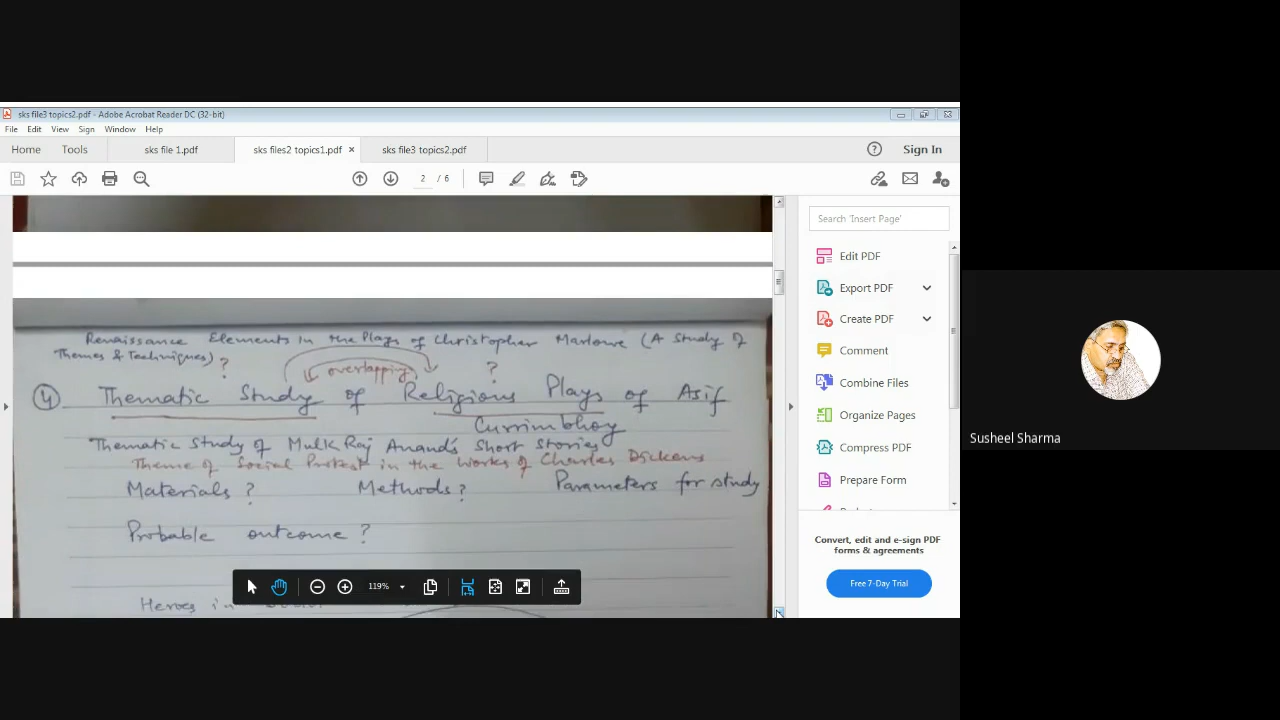 sks file3 topics2.pdf - Adobe Acrobat Reader DC (32-bit)
File Edit View Sign Window Help
Home Tools sks file 1.pdf sks files2 topics1.pdf × sks file3 topics2.pdf ? Sign In
2 / 6
Search 'Insert Page'
Edit PDF
Export PDF
Create PDF
Comment
Combine Files
Organize Pages
Compress PDF
Prepare Form
Convert, edit and e-sign PDF
forms & agreements
Free 7-Day Trial
Renaissance Elements in the Plays of Christopher Marlowe (A Study of
Themes & Techniques) ?
overlapping ?
4 Thematic Study of Religious Plays of Asif
Currimbhoy
Thematic Study of Mulk Raj Anand's Short Stories
Theme of Social Protest in the Works of Charles Dickens
Materials ? Methods ? Parameters for study
Probable outcome ?
119%
Heroes in
Susheel Sharma